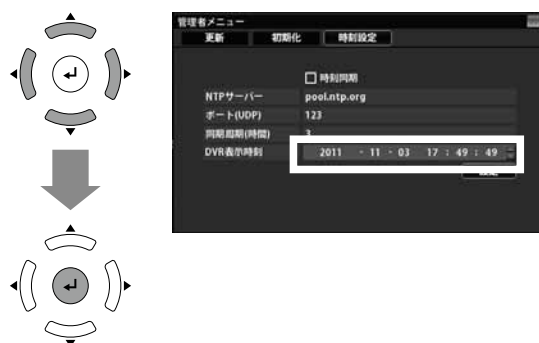 管理者メニュー
更新 初期化 時刻設定
時刻同期
NTPサーバー pool.ntp.org
ポート(UDP) 123
同期周期(時間) 3
DVR表示時刻 2011 - 11 - 03 17 : 49 : 49